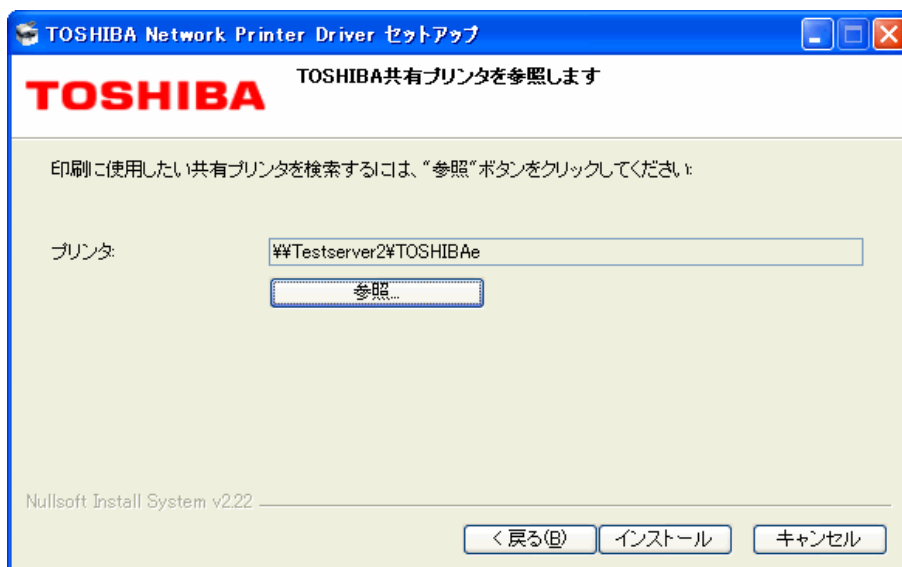 TOSHIBA Network Printer Driver セットアップ
TOSHIBA
TOSHIBA共有プリンタを参照します
印刷に使用したい共有プリンタを検索するには、“参照”ボタンをクリックしてください:
プリンタ:
¥¥Testserver2¥TOSHIBAe
参照...
Nullsoft Install System v2.22
< 戻る(B)
インストール
キャンセル